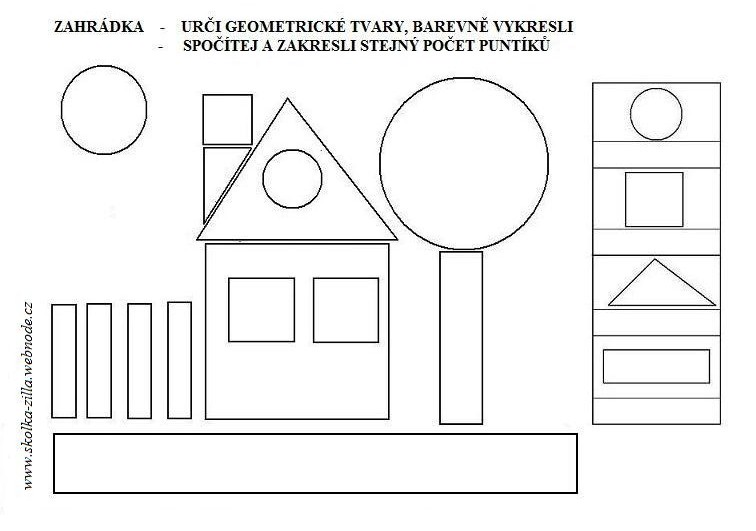 ZAHRÁDKA - URČI GEOMETRICKÉ TVARY, BAREVNĚ VYKRESLI
- SPOČÍTEJ A ZAKRESLI STEJNÝ POČET PUNTÍKŮ
www.skolka-zilla.webnode.cz